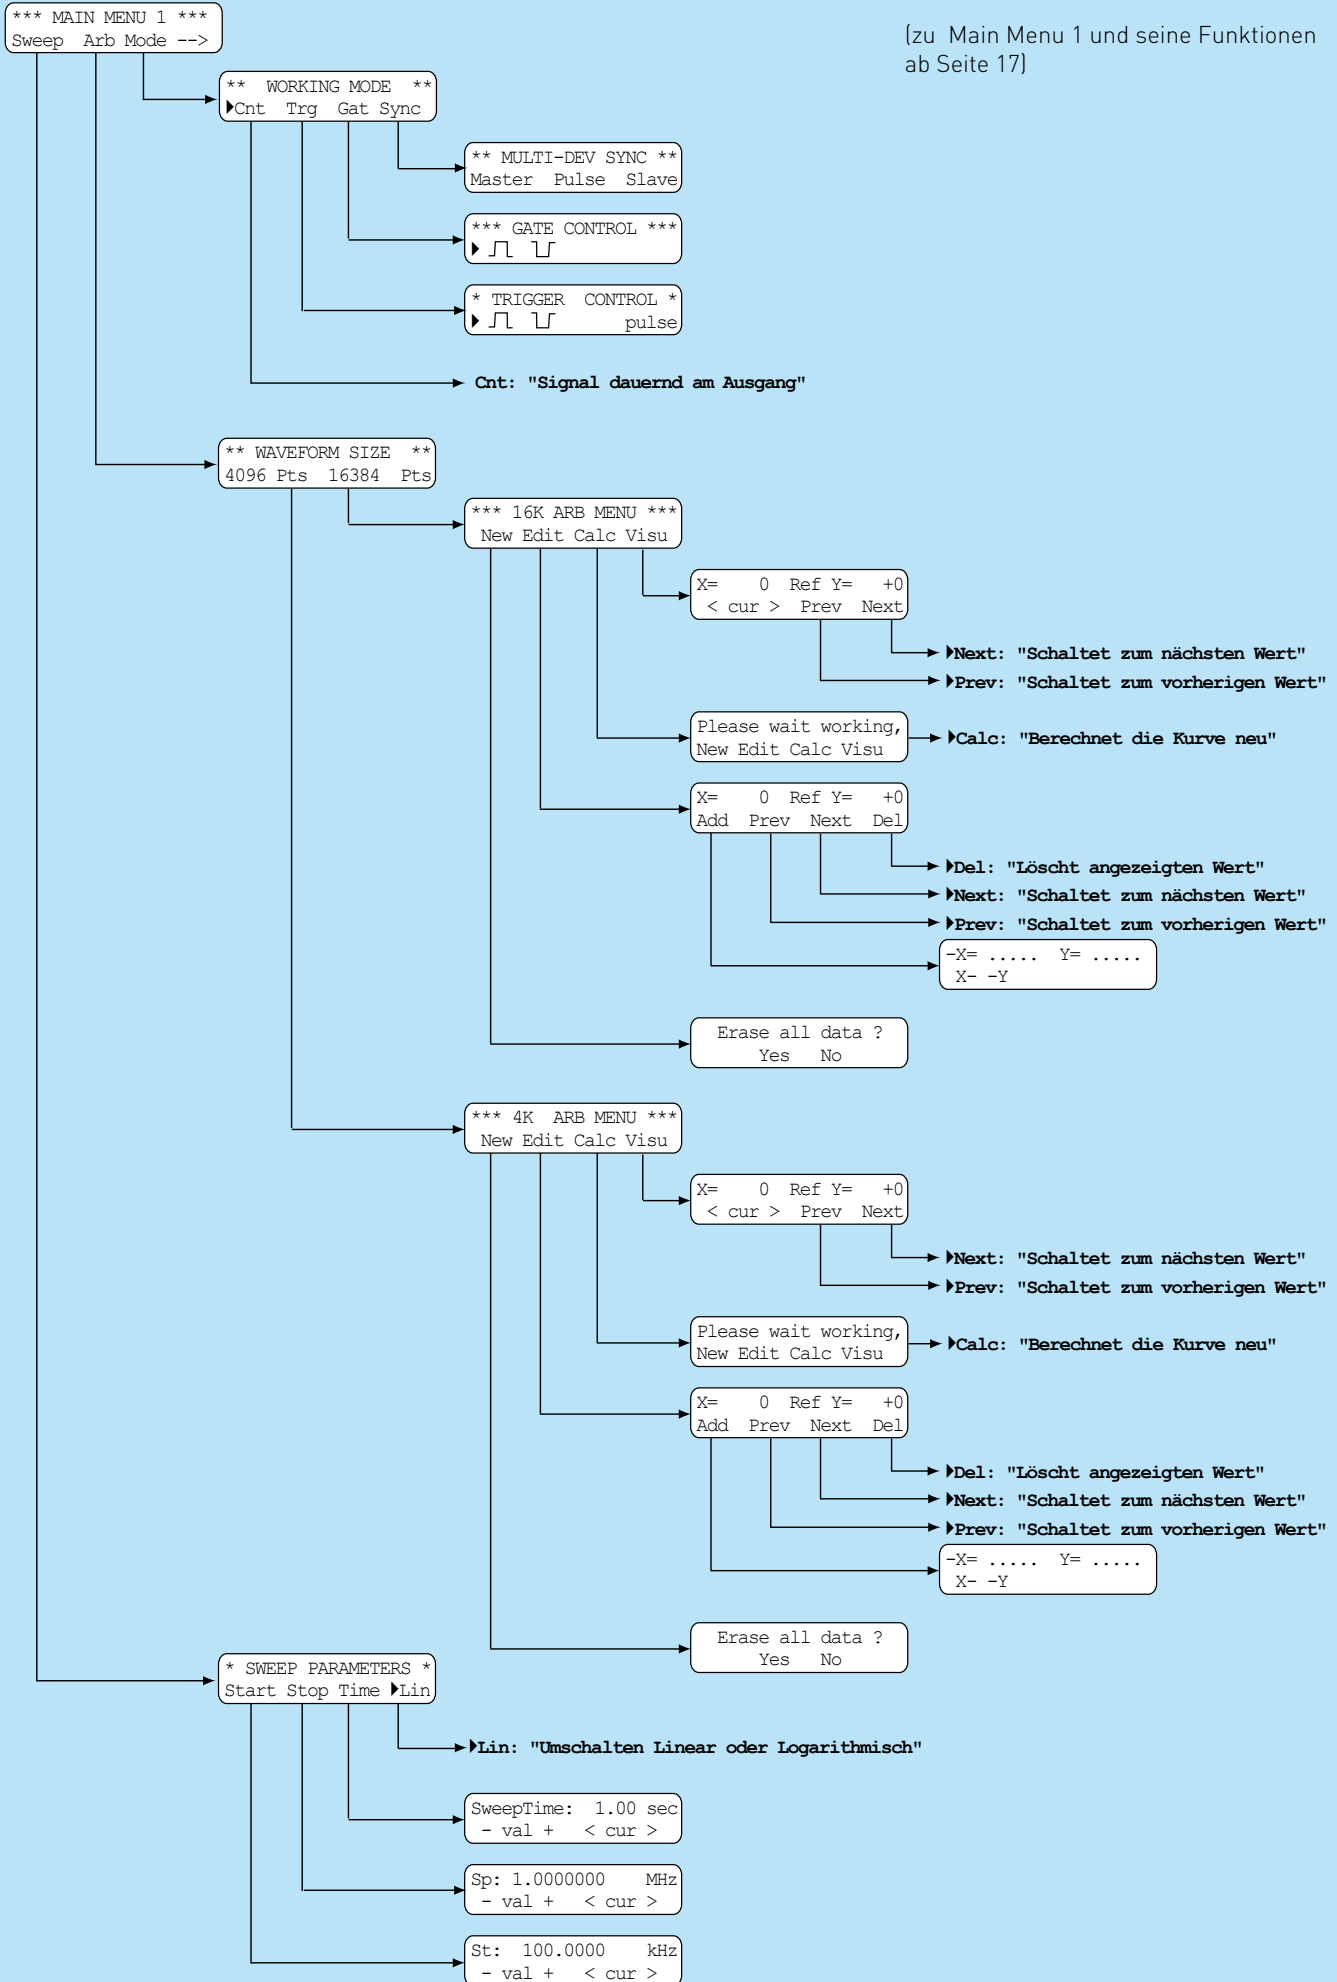 *** MAIN MENU 1 ***
Sweep  Arb Mode -->
(zu  Main Menu 1 und seine Funktionen
ab Seite 17)
**  WORKING MODE  **
Cnt  Trg  Gat Sync
** MULTI-DEV SYNC **
Master  Pulse  Slave
*** GATE CONTROL ***
* TRIGGER  CONTROL *
pulse
Cnt: "Signal dauernd am Ausgang"
** WAVEFORM SIZE  **
4096 Pts  16384  Pts
*** 16K ARB MENU ***
New Edit Calc Visu
X=    0  Ref Y=   +0
< cur >  Prev  Next
Next: "Schaltet zum nächsten Wert"
Prev: "Schaltet zum vorherigen Wert"
Please wait working,
New Edit Calc Visu
Calc: "Berechnet die Kurve neu"
X=    0  Ref Y=   +0
Add  Prev  Next  Del
Del: "Löscht angezeigten Wert"
Next: "Schaltet zum nächsten Wert"
Prev: "Schaltet zum vorherigen Wert"
-X= .....  Y= .....
X- -Y
Erase all data ?
Yes   No
*** 4K  ARB MENU ***
New Edit Calc Visu
X=    0  Ref Y=   +0
< cur >  Prev  Next
Next: "Schaltet zum nächsten Wert"
Prev: "Schaltet zum vorherigen Wert"
Please wait working,
New Edit Calc Visu
Calc: "Berechnet die Kurve neu"
X=    0  Ref Y=   +0
Add  Prev  Next  Del
Del: "Löscht angezeigten Wert"
Next: "Schaltet zum nächsten Wert"
Prev: "Schaltet zum vorherigen Wert"
-X= .....  Y= .....
X- -Y
Erase all data ?
Yes   No
* SWEEP PARAMETERS *
Start Stop Time Lin
Lin: "Umschalten Linear oder Logarithmisch"
SweepTime:  1.00 sec
- val +   < cur >
Sp: 1.0000000    MHz
- val +   < cur >
St:  100.0000    kHz
- val +   < cur >